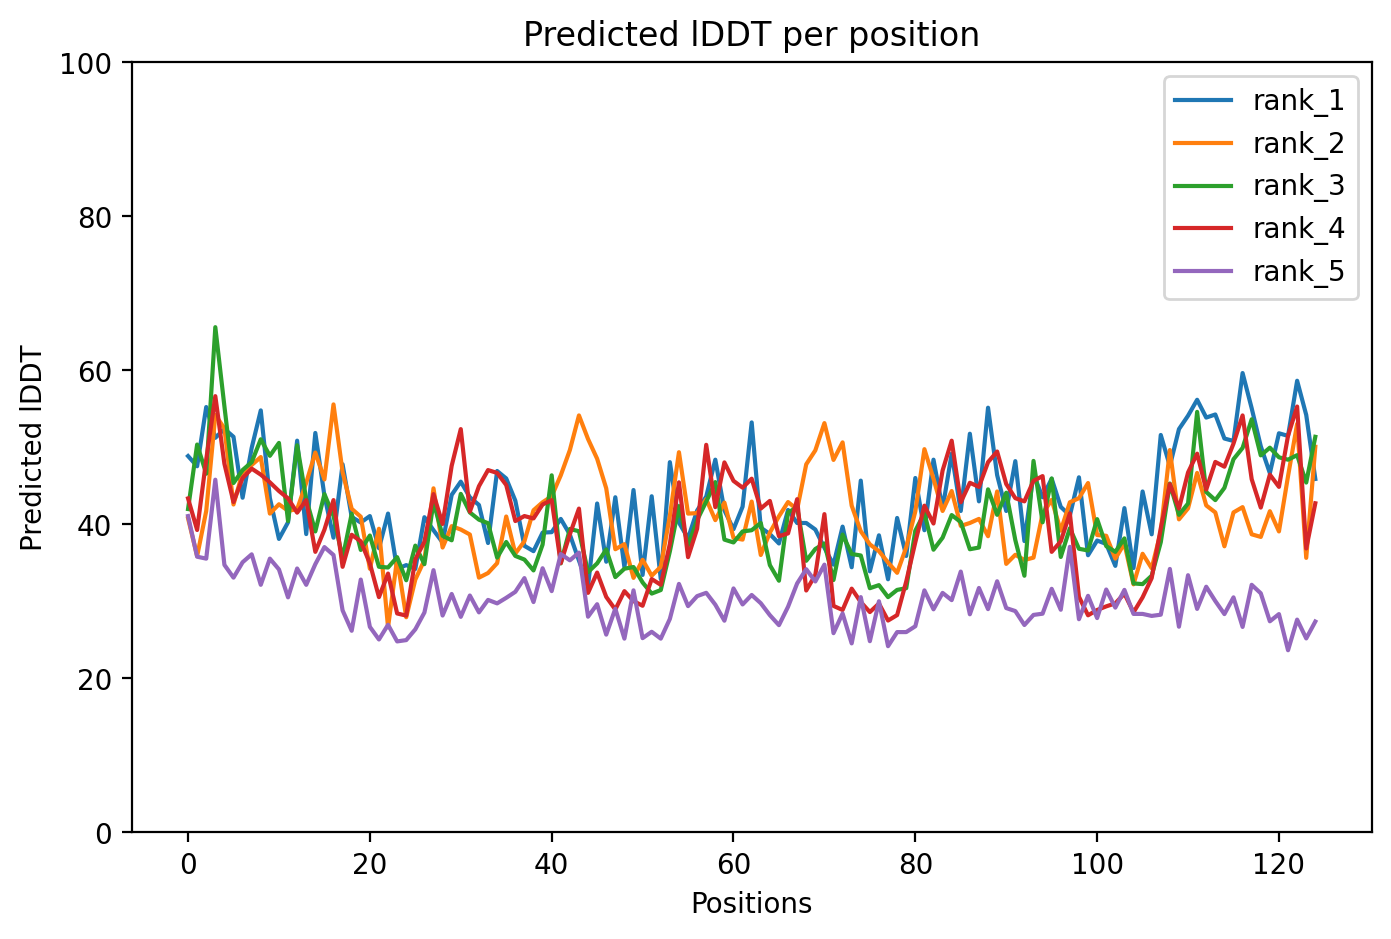 Predicted lDDT per position
100
80
60
40
20
0
Predicted lDDT
rank_1
rank_2
rank_3
rank_4
rank_5
0 20 40 60 80 100 120
Positions